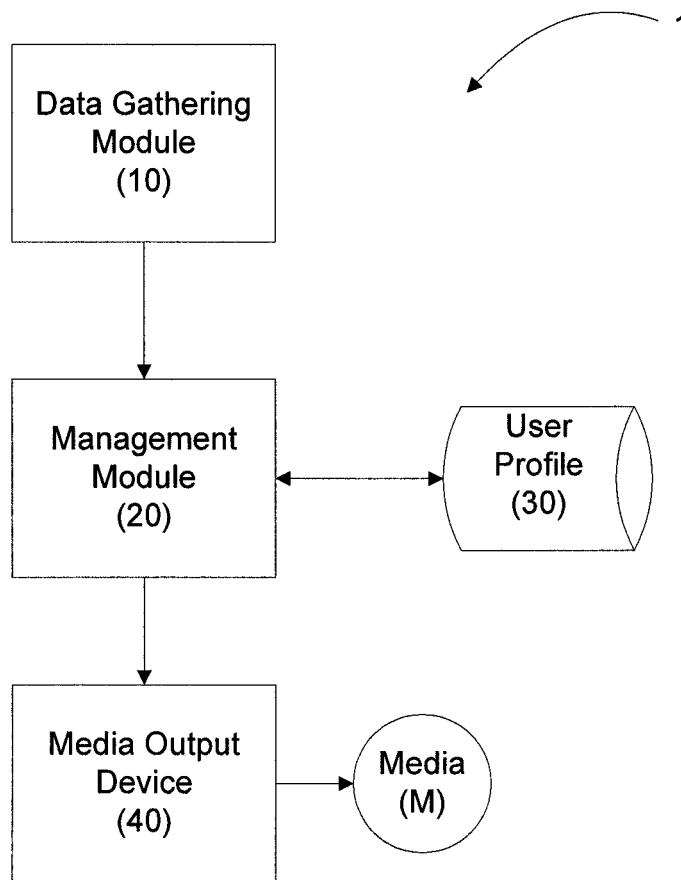 Data Gathering
Module
(10)
Management
Module
(20)
User
Profile
(30)
Media Output
Device
(40)
Media
(M)